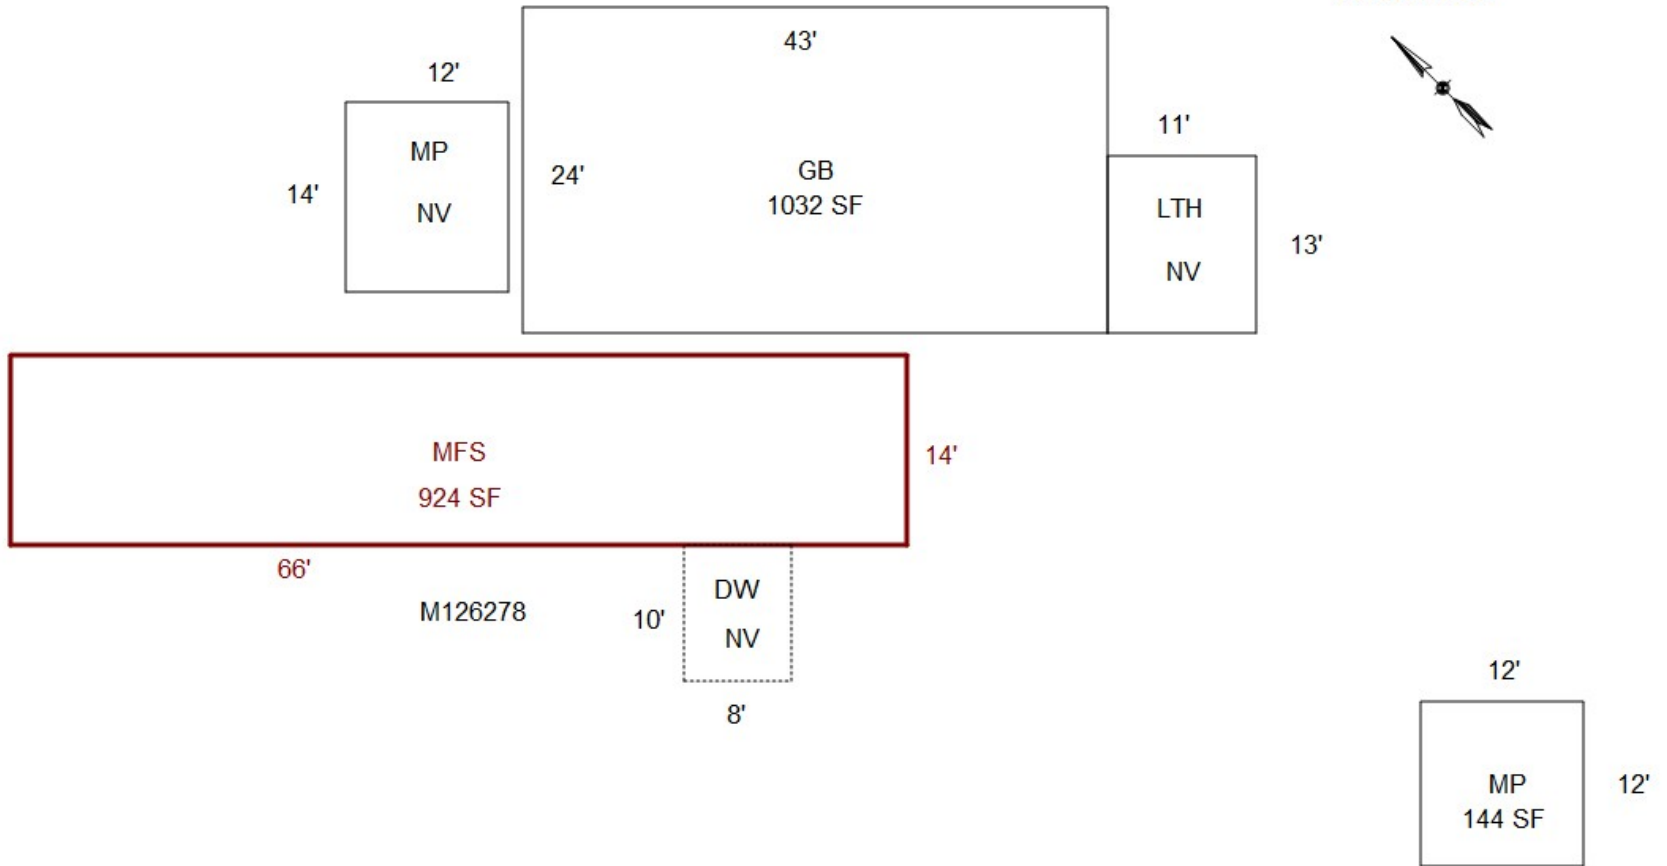 43'
12'
11'
MP
14'
NV
24'
GB
1032 SF
LTH
NV
13'
MFS
924 SF
14'
66'
M126278
10'
DW
NV
8'
12'
MP
144 SF
12'